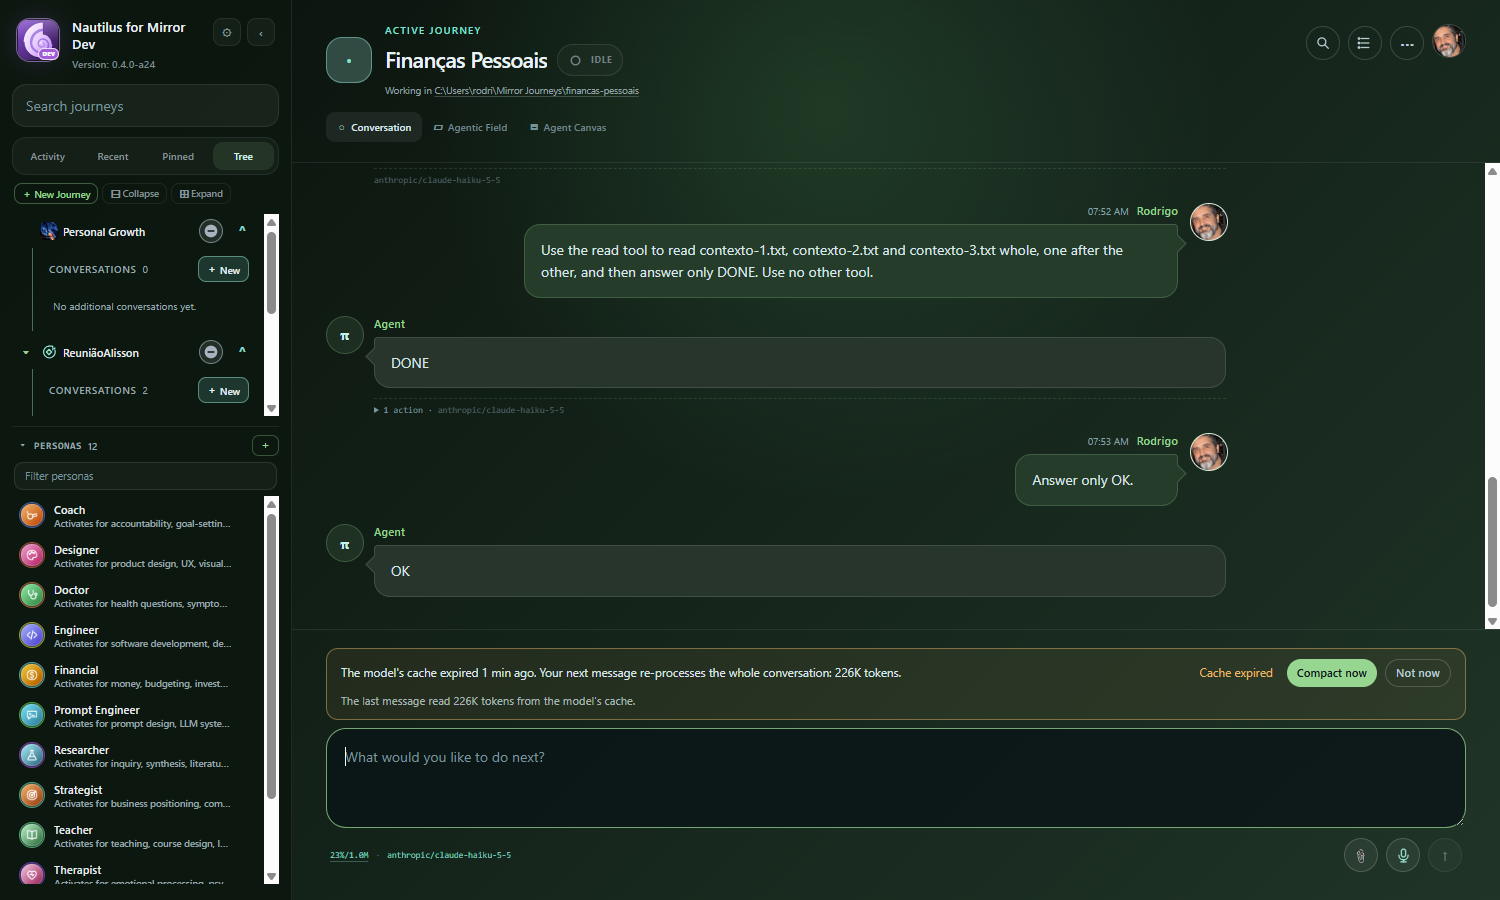 Nautilus for Mirror
Dev
DEV
Version: 0.4.0-a24
Search journeys
Activity
Recent
Pinned
Tree
+ New Journey
Collapse
Expand
Personal Growth
CONVERSATIONS 0
+ New
No additional conversations yet.
ReuniãoAlisson
CONVERSATIONS 2
+ New
PERSONAS 12
+
Filter personas
Coach
Activates for accountability, goal-settin...
Designer
Activates for product design, UX, visual...
Doctor
Activates for health questions, sympto...
Engineer
Activates for software development, de...
Financial
Activates for money, budgeting, invest...
Prompt Engineer
Activates for prompt design, LLM syste...
Researcher
Activates for inquiry, synthesis, literatu...
Strategist
Activates for business positioning, com...
Teacher
Activates for teaching, course design, l...
Therapist
Activates for emotional processing, psy...
ACTIVE JOURNEY
Finanças Pessoais
IDLE
Working in C:\Users\rodri\Mirror Journeys\financas-pessoais
Conversation
Agentic Field
Agent Canvas
anthropic/claude-haiku-5-5
07:52 AM Rodrigo
Use the read tool to read contexto-1.txt, contexto-2.txt and contexto-3.txt whole, one after the
other, and then answer only DONE. Use no other tool.
π
Agent
DONE
1 action · anthropic/claude-haiku-5-5
07:53 AM Rodrigo
Answer only OK.
π
Agent
OK
The model's cache expired 1 min ago. Your next message re-processes the whole conversation: 226K tokens.
Cache expired
Compact now
Not now
The last message read 226K tokens from the model's cache.
What would you like to do next?
23%/1.0M · anthropic/claude-haiku-5-5